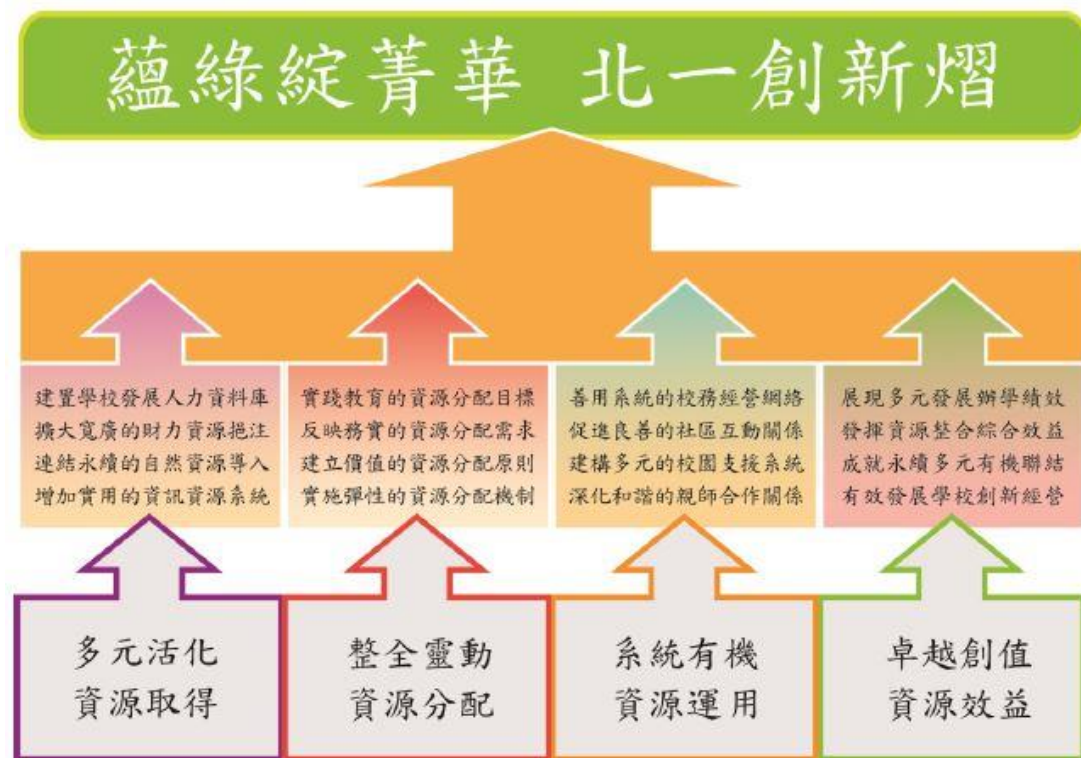 蘊綠綻菁華 北一創新熠
建置學校發展人力資料庫
擴大寬廣的財力資源挹注
連結永續的自然資源導入
增加實用的資訊資源系統
實踐教育的資源分配目標
反映務實的資源分配需求
建立價值的資源分配原則
實施彈性的資源分配機制
善用系統的校務經營網絡
促進良善的社區互動關係
建構多元的校園支援系統
深化和諧的親師合作關係
展現多元發展辦學績效
發揮資源整合綜合效益
成就永續多元有機聯結
有效發展學校創新經營
多元活化
資源取得
整全靈動
資源分配
系統有機
資源運用
卓越創值
資源效益